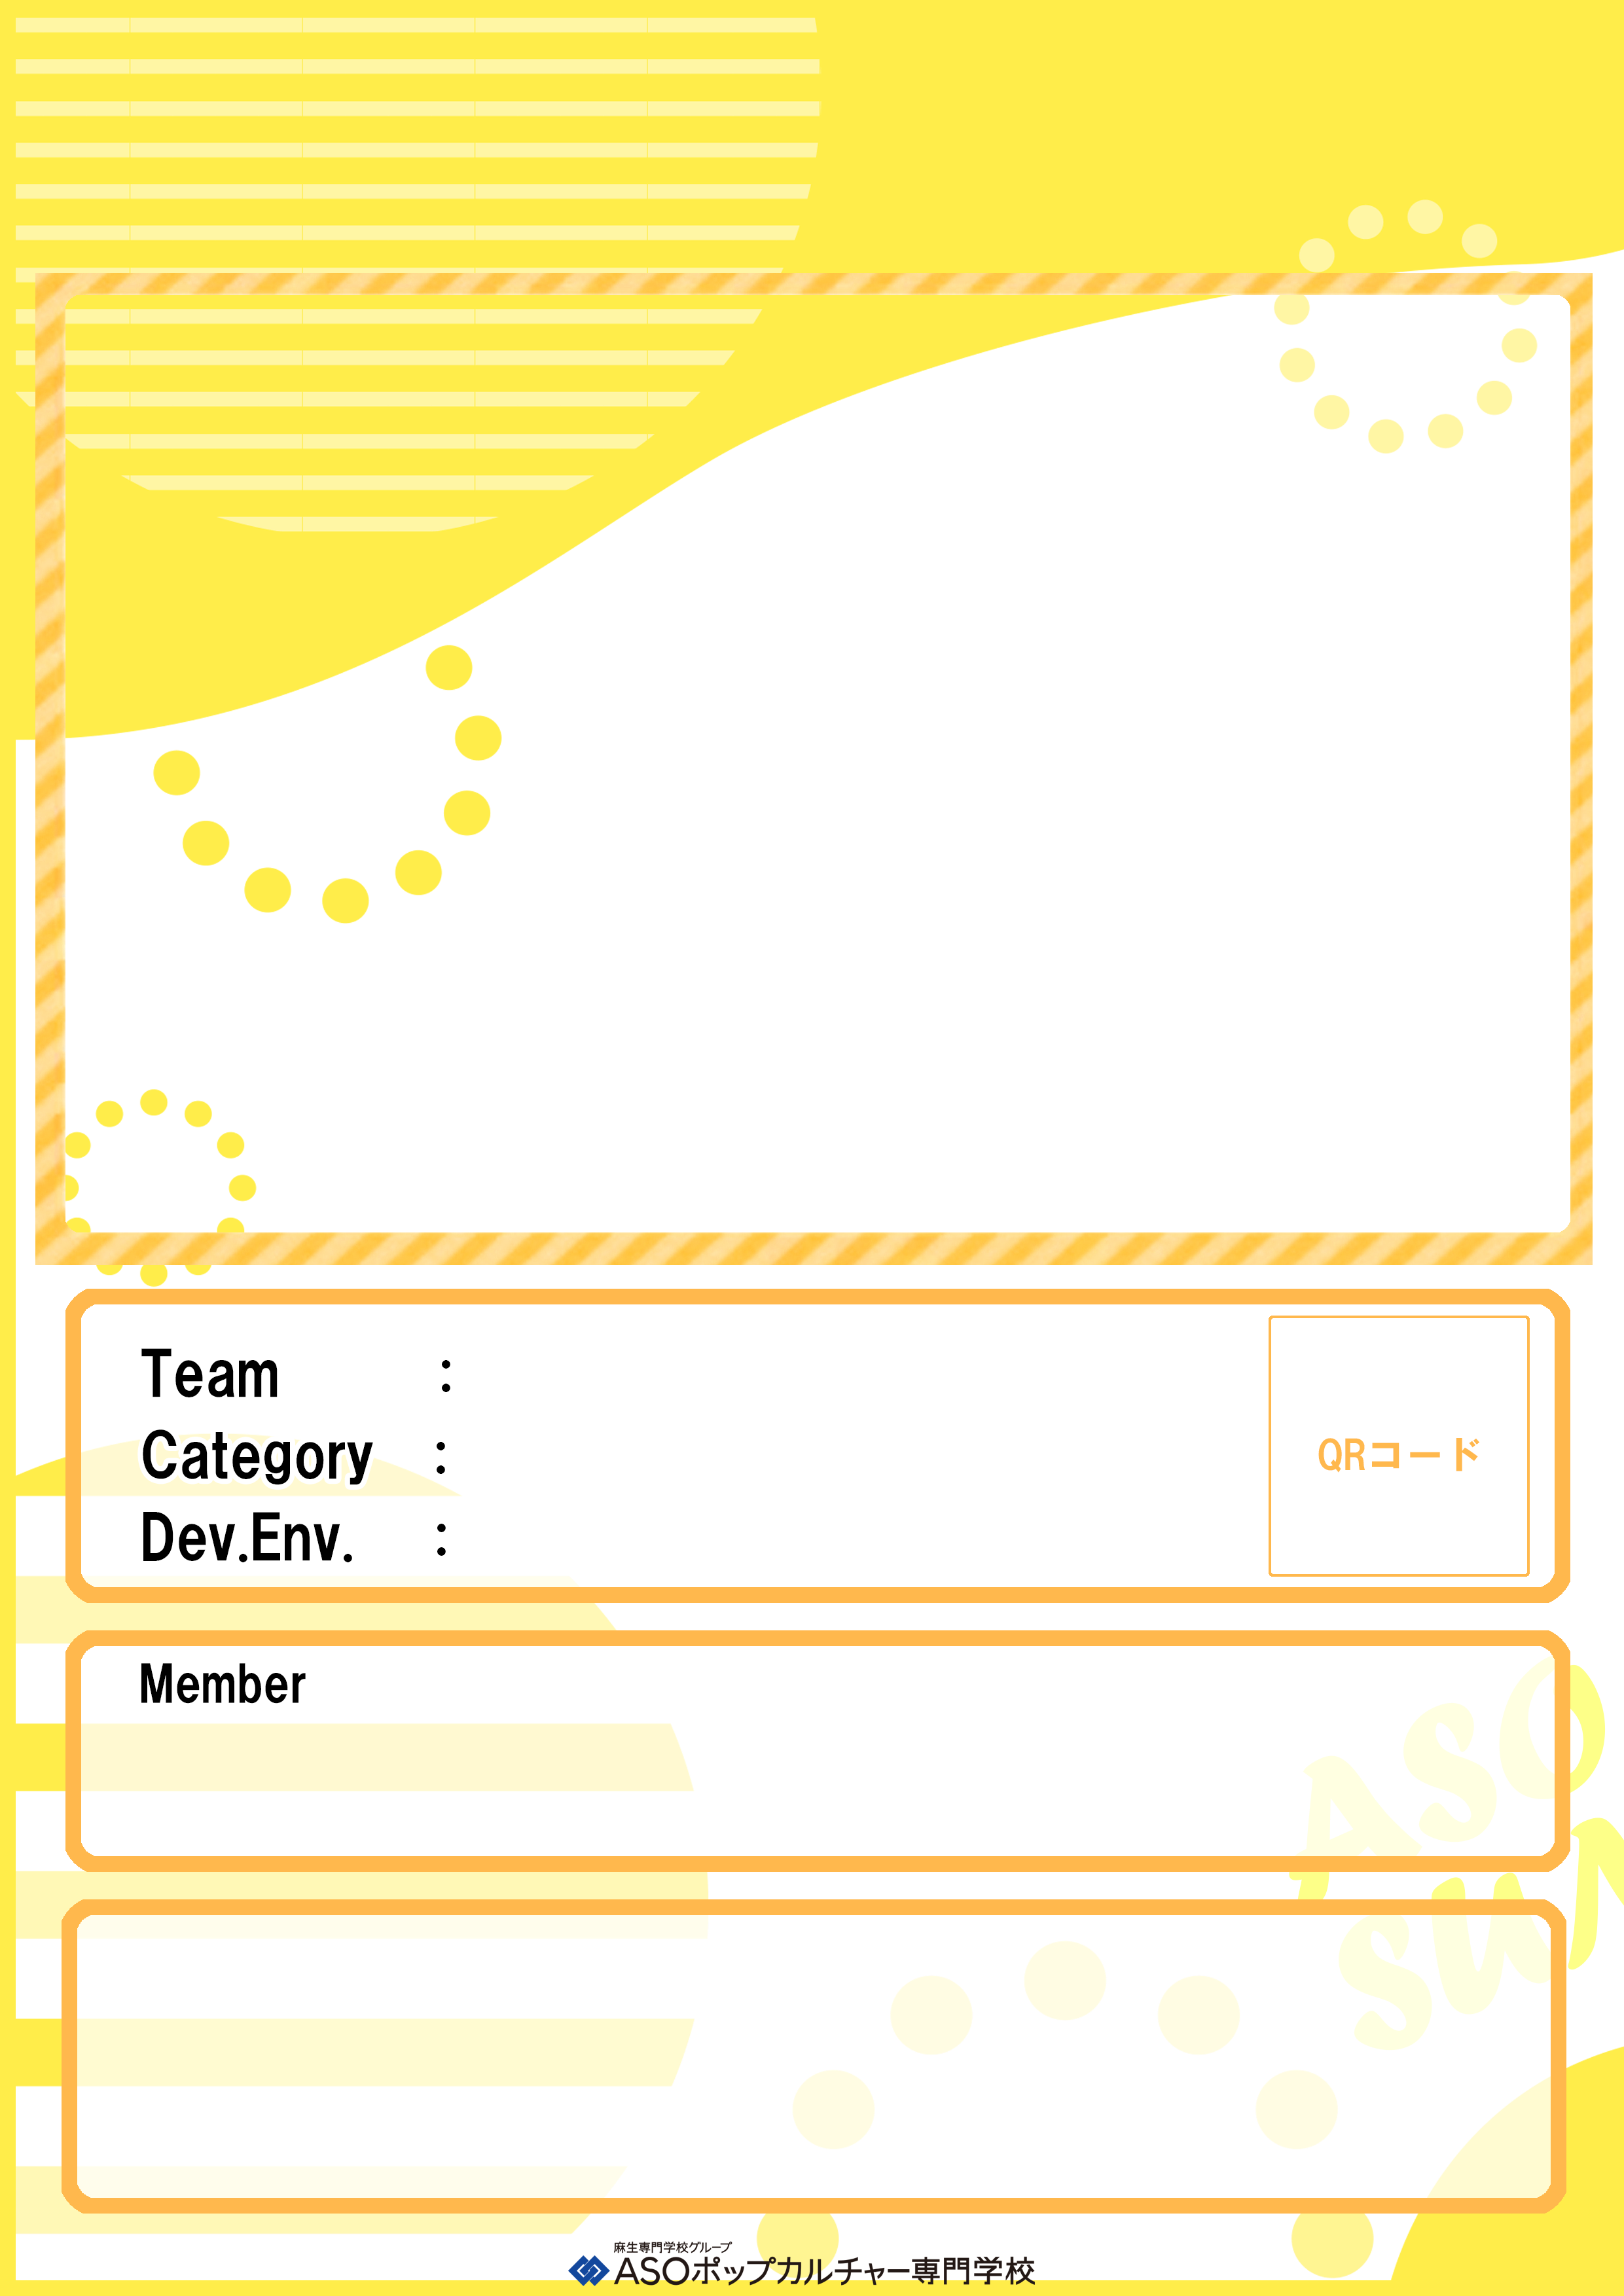 Team :
Category :
QRコード
Dev.Env. :
Member
ASO
SUN
麻生専門学校グループ
ASOポップカルチャー専門学校